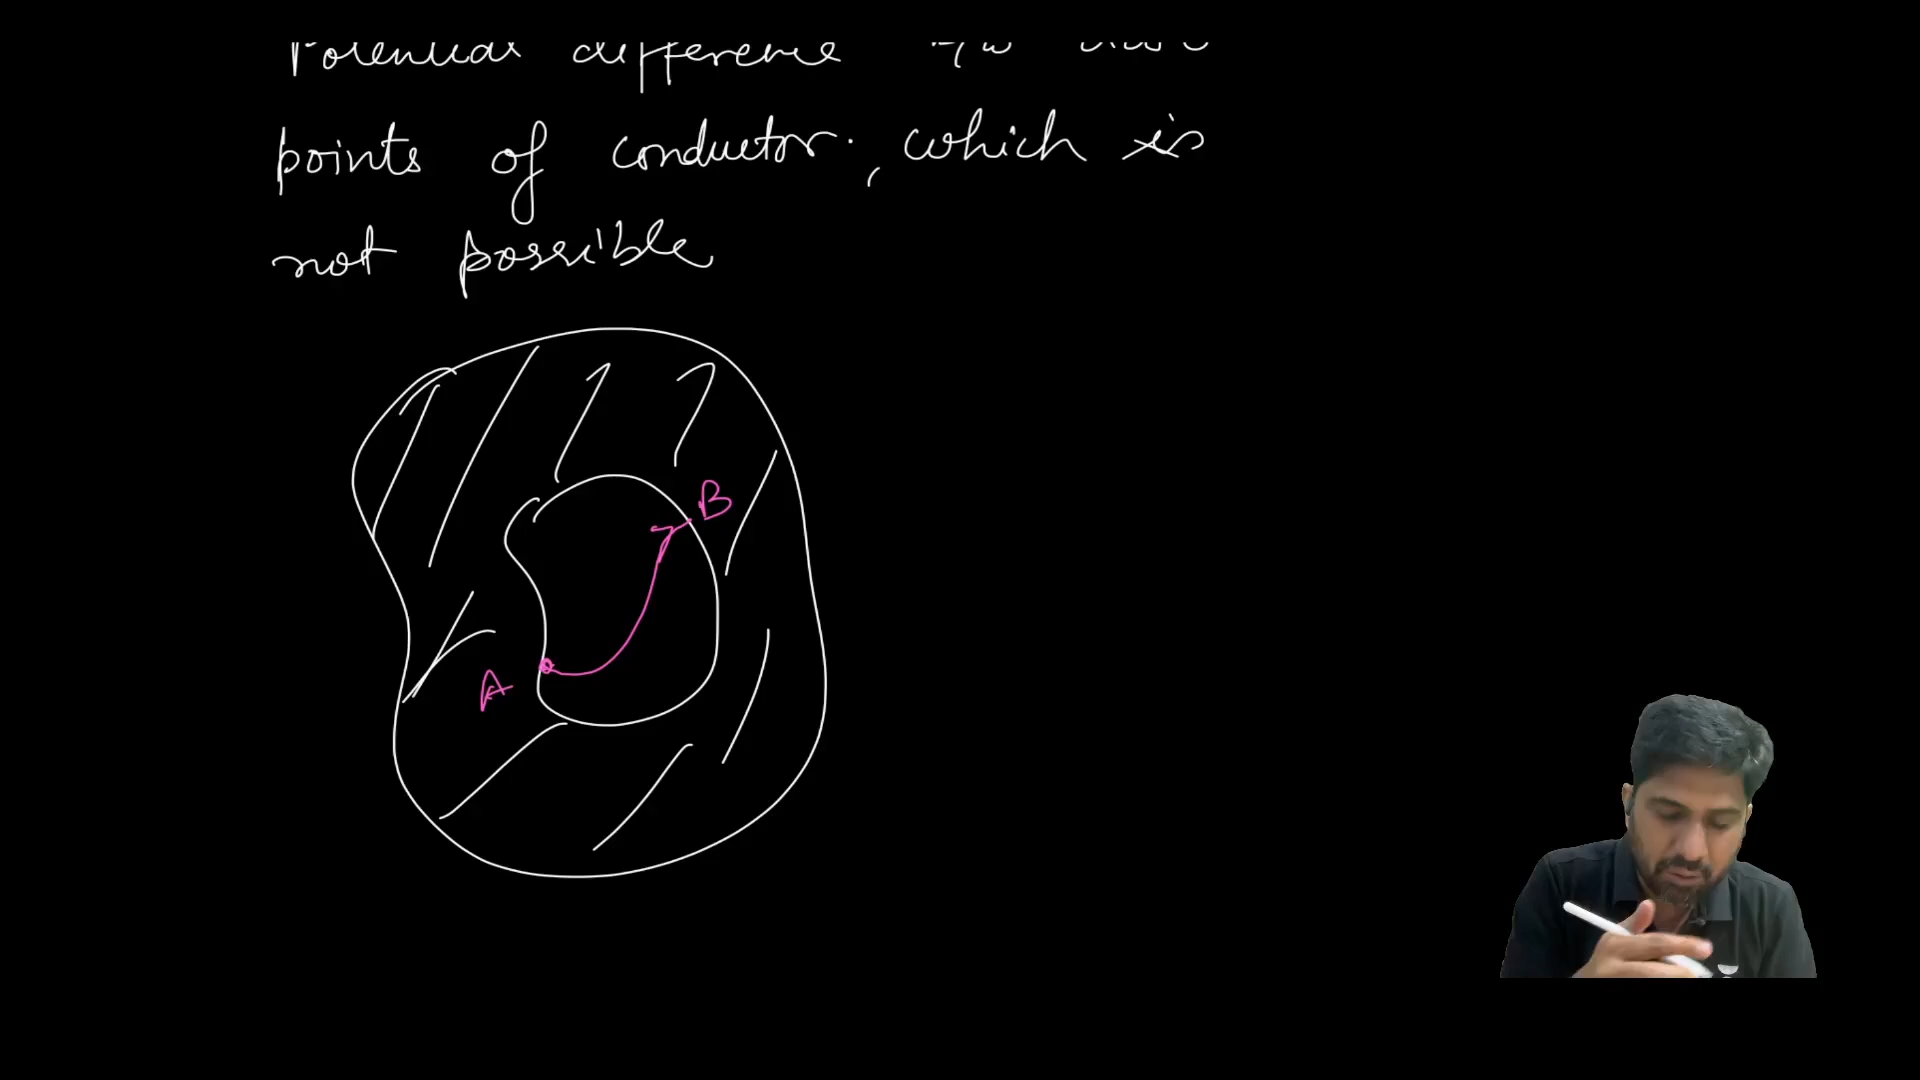 Potential difference b/w
points of conductor., which is
not possible
B
A